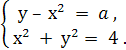 y – x² = a ,
x² + y² = 4 .